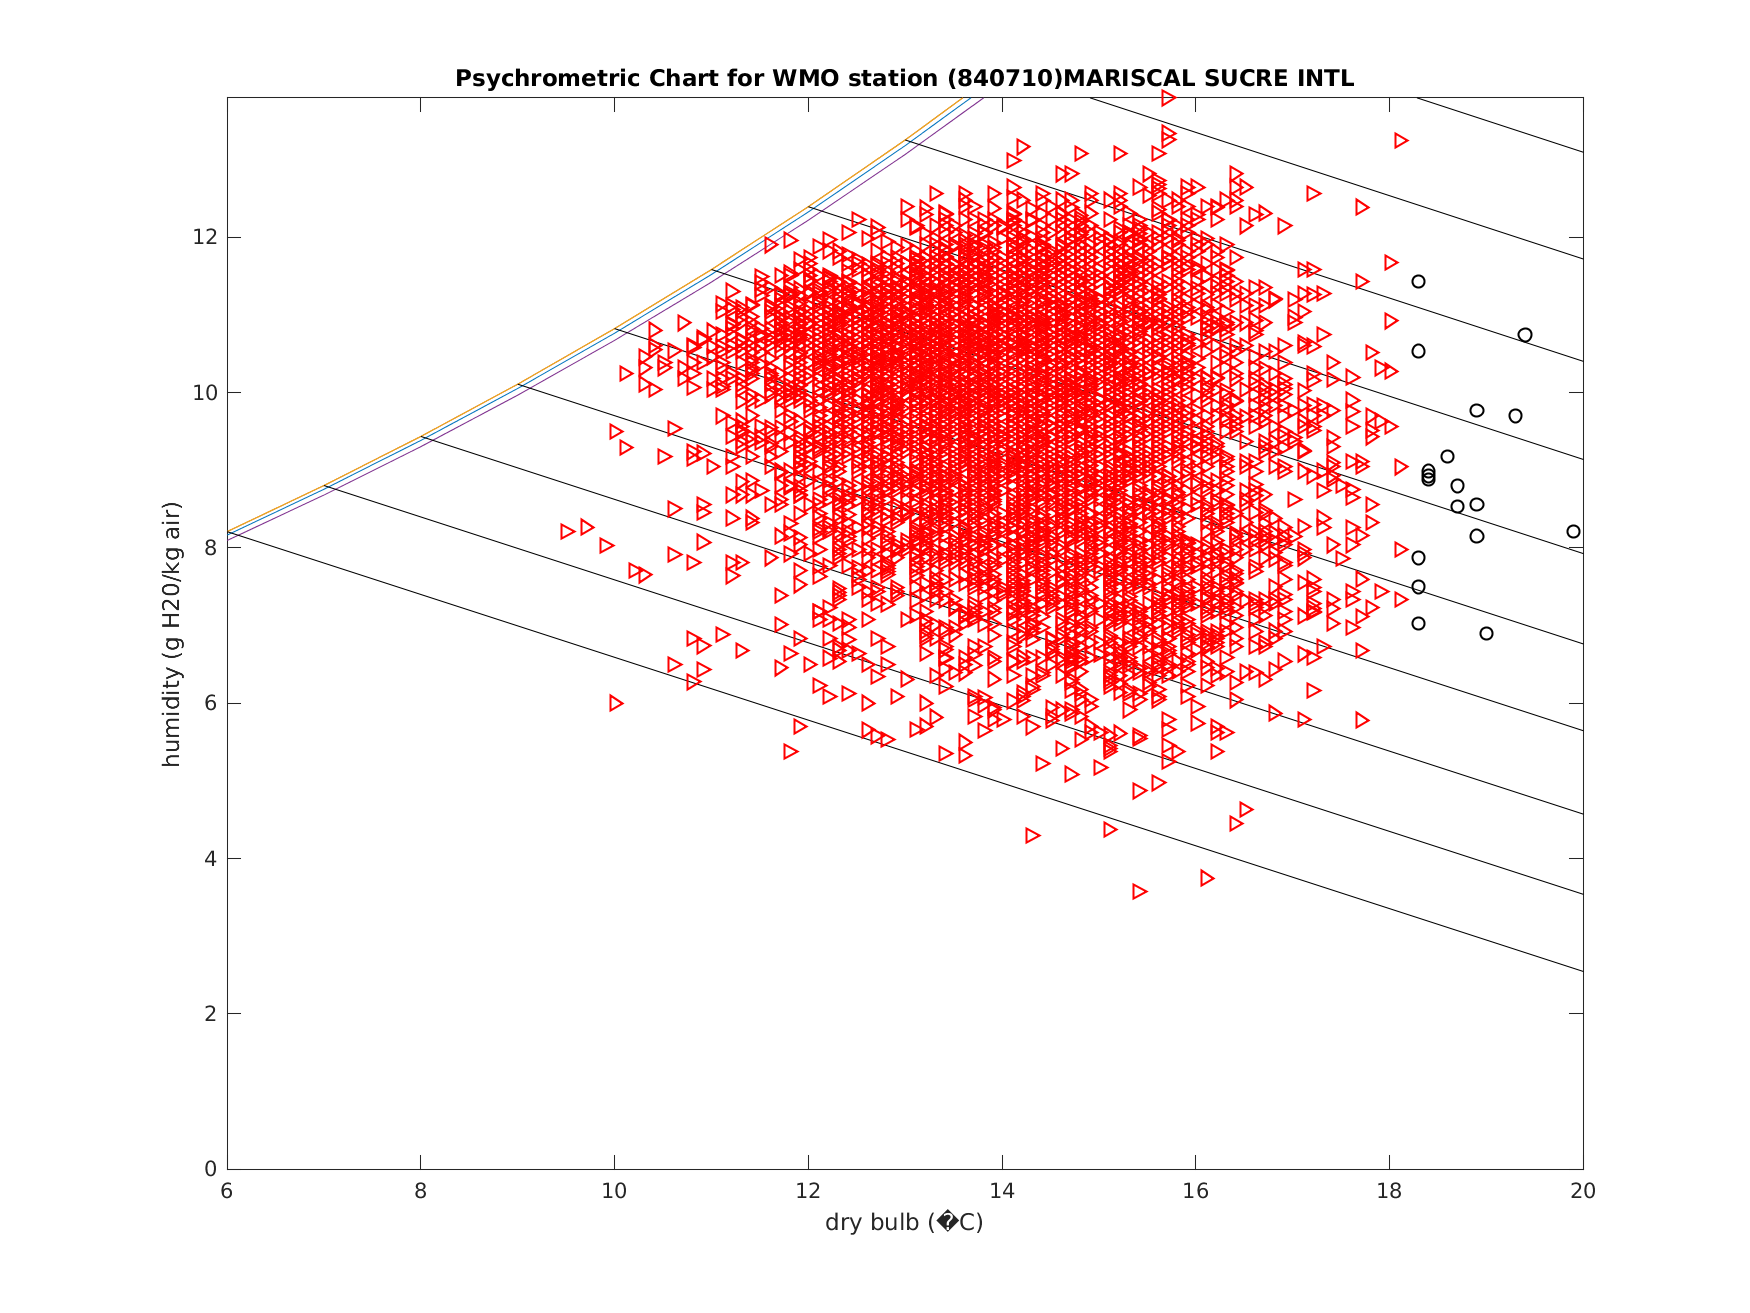 Psychrometric Chart for WMO station (840710)MARISCAL SUCRE INTL
humidity (g H20/kg air)
12
10
8
6
4
2
0
6 8 10 12 14 16 18 20
dry bulb (�C)